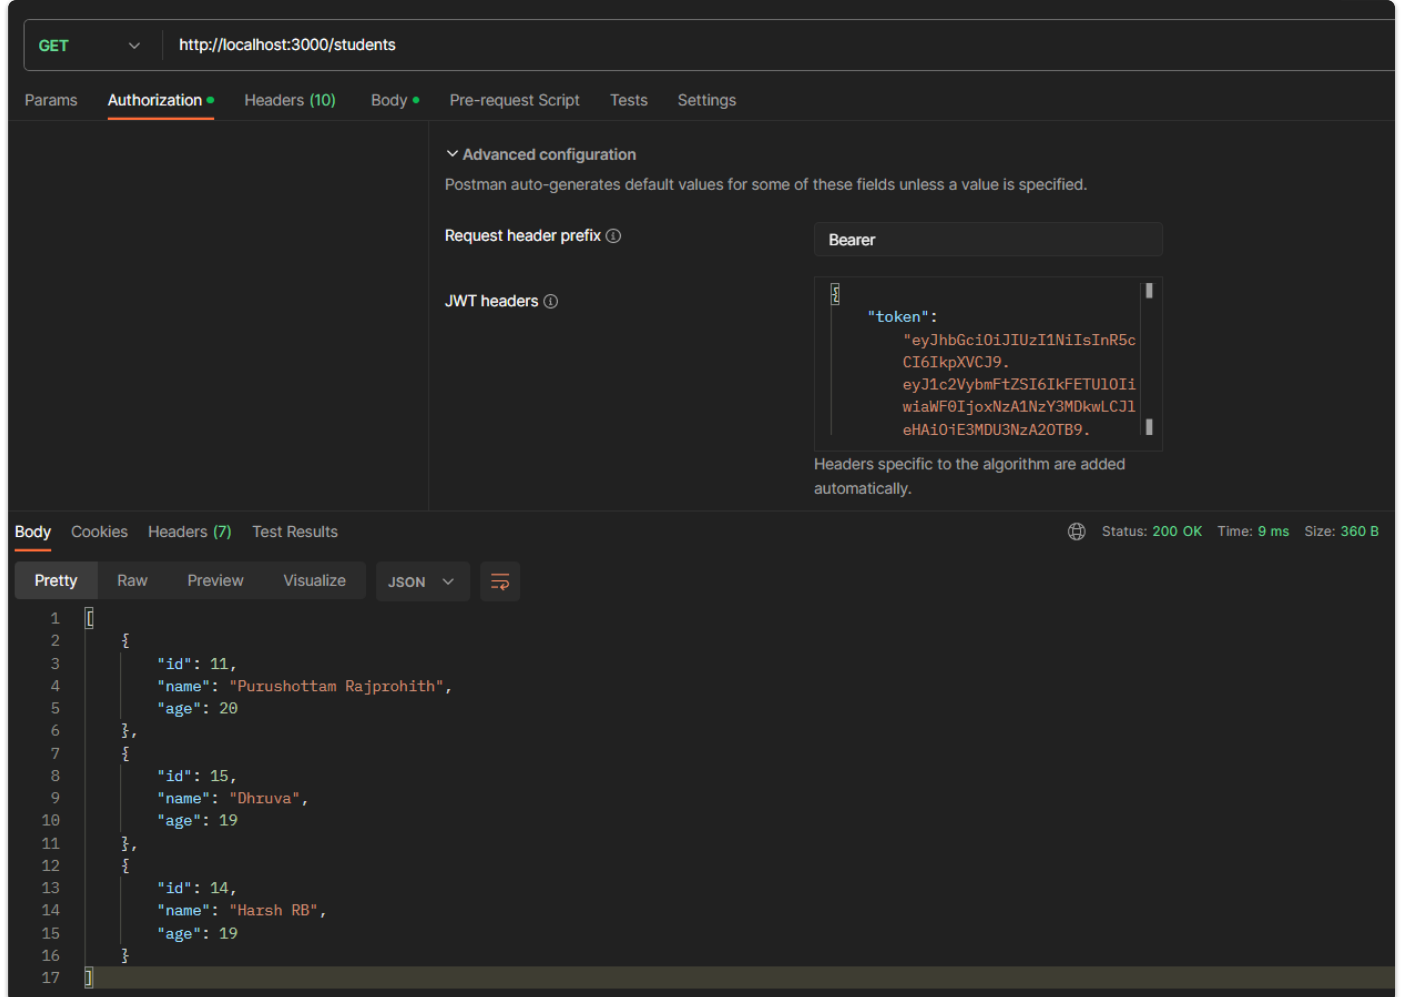 GET http://localhost:3000/students
Params Authorization Headers (10) Body Pre-request Script Tests Settings
Advanced configuration
Postman auto-generates default values for some of these fields unless a value is specified.
Request header prefix Bearer
JWT headers
{
"token":
"eyJhbGciOiJIUzI1NiIsInR5c
CI6IkpXVCJ9.
eyJ1c2VybmFtZSI6IkFETUlOIi
wiaWF0IjoxNzA1NzY3MDkwLCJl
eHAiOjE3MDU3NzA2OTB9.
Headers specific to the algorithm are added
automatically.
Body Cookies Headers (7) Test Results Status: 200 OK Time: 9 ms Size: 360 B
Pretty Raw Preview Visualize JSON
1 [
2 {
3 "id": 11,
4 "name": "Purushottam Rajprohith",
5 "age": 20
6 },
7 {
8 "id": 15,
9 "name": "Dhruva",
10 "age": 19
11 },
12 {
13 "id": 14,
14 "name": "Harsh RB",
15 "age": 19
16 }
17 ]